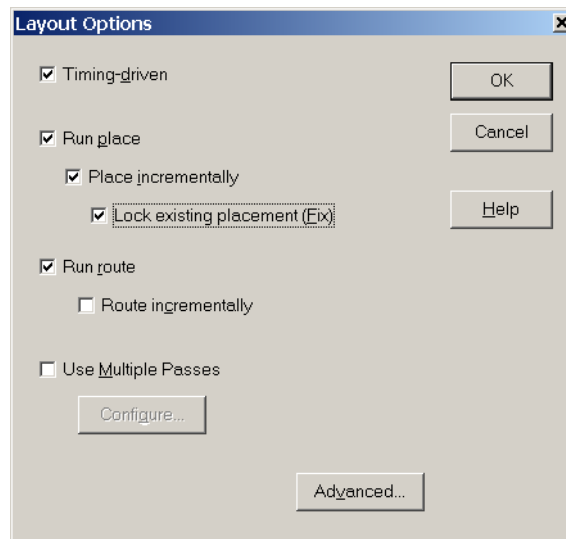 Layout Options
Timing-driven
OK
Run place
Cancel
Place incrementally
Lock existing placement (Fix)
Help
Run route
Route incrementally
Use Multiple Passes
Configure...
Advanced...